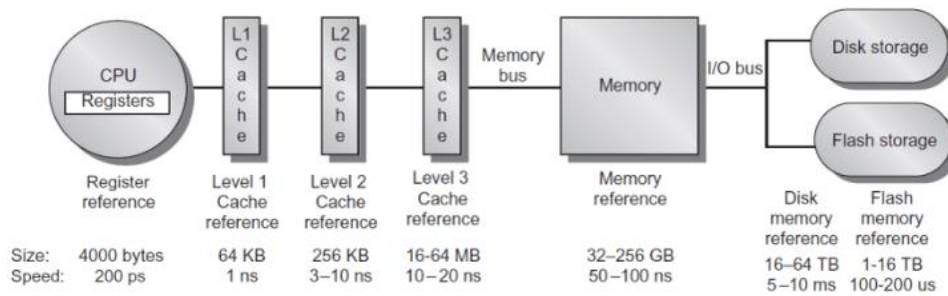 CPU
Registers
L1
C
a
c
h
e
L2
C
a
c
h
e
L3
C
a
c
h
e
Memory
bus
Memory
I/O bus
Disk storage
Flash storage
Register
reference
Level 1
Cache
reference
Level 2
Cache
reference
Level 3
Cache
reference
Memory
reference
Disk
memory
reference
Flash
memory
reference
Size: 4000 bytes 64 KB 256 KB 16-64 MB 32–256 GB 16–64 TB 1-16 TB
Speed: 200 ps 1 ns 3–10 ns 10–20 ns 50–100 ns 5–10 ms 100-200 us